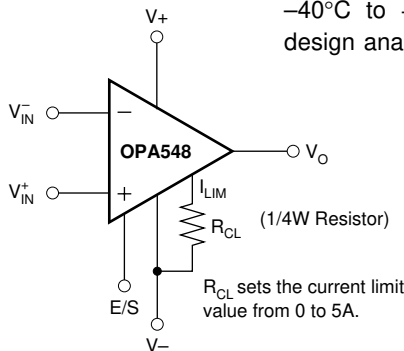 –40°C to
design ana
V+
V–IN
–
OPA548
VO
V+IN
+
ILIM
RCL
(1/4W Resistor)
RCL sets the current limit
value from 0 to 5A.
E/S
V–